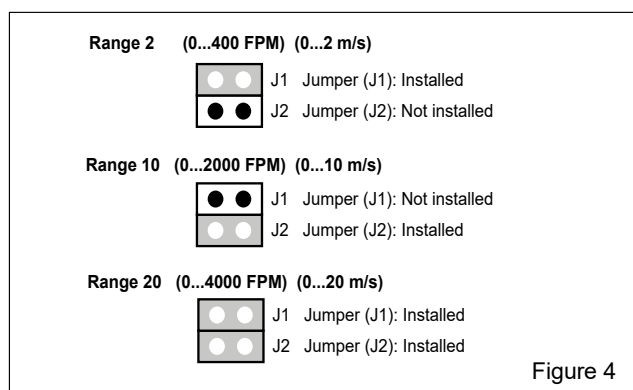 Range 2 (0...400 FPM) (0...2 m/s)
J1 Jumper (J1): Installed
J2 Jumper (J2): Not installed
Range 10 (0...2000 FPM) (0...10 m/s)
J1 Jumper (J1): Not installed
J2 Jumper (J2): Installed
Range 20 (0...4000 FPM) (0...20 m/s)
J1 Jumper (J1): Installed
J2 Jumper (J2): Installed
Figure 4